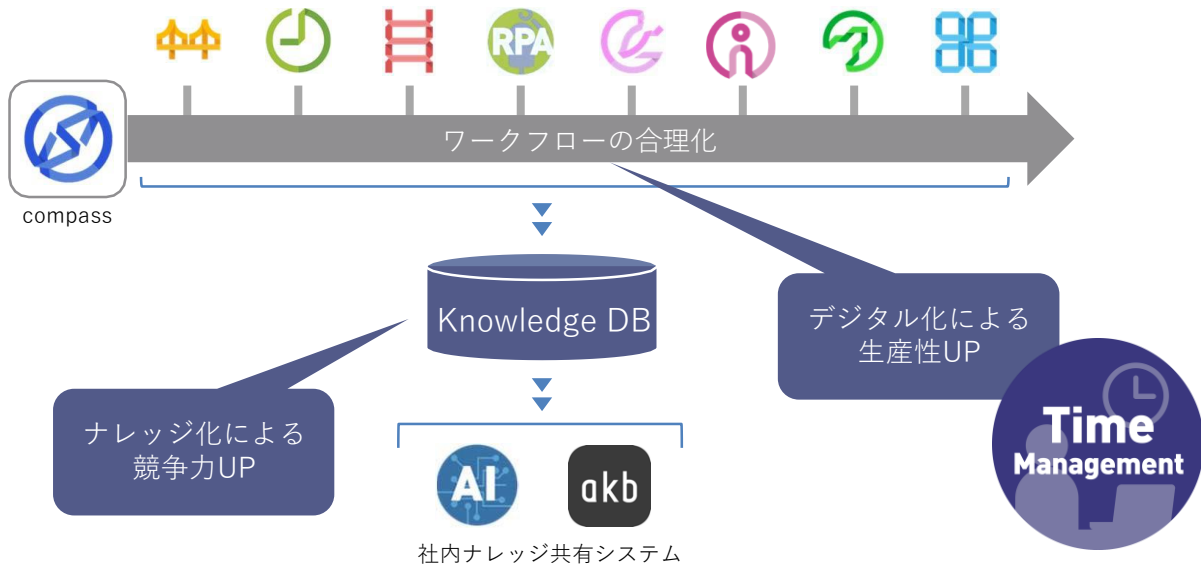 RPA
ワークフローの合理化
compass
Knowledge DB
デジタル化による
生産性UP
ナレッジ化による
競争力UP
Time
Management
AI
akb
社内ナレッジ共有システム